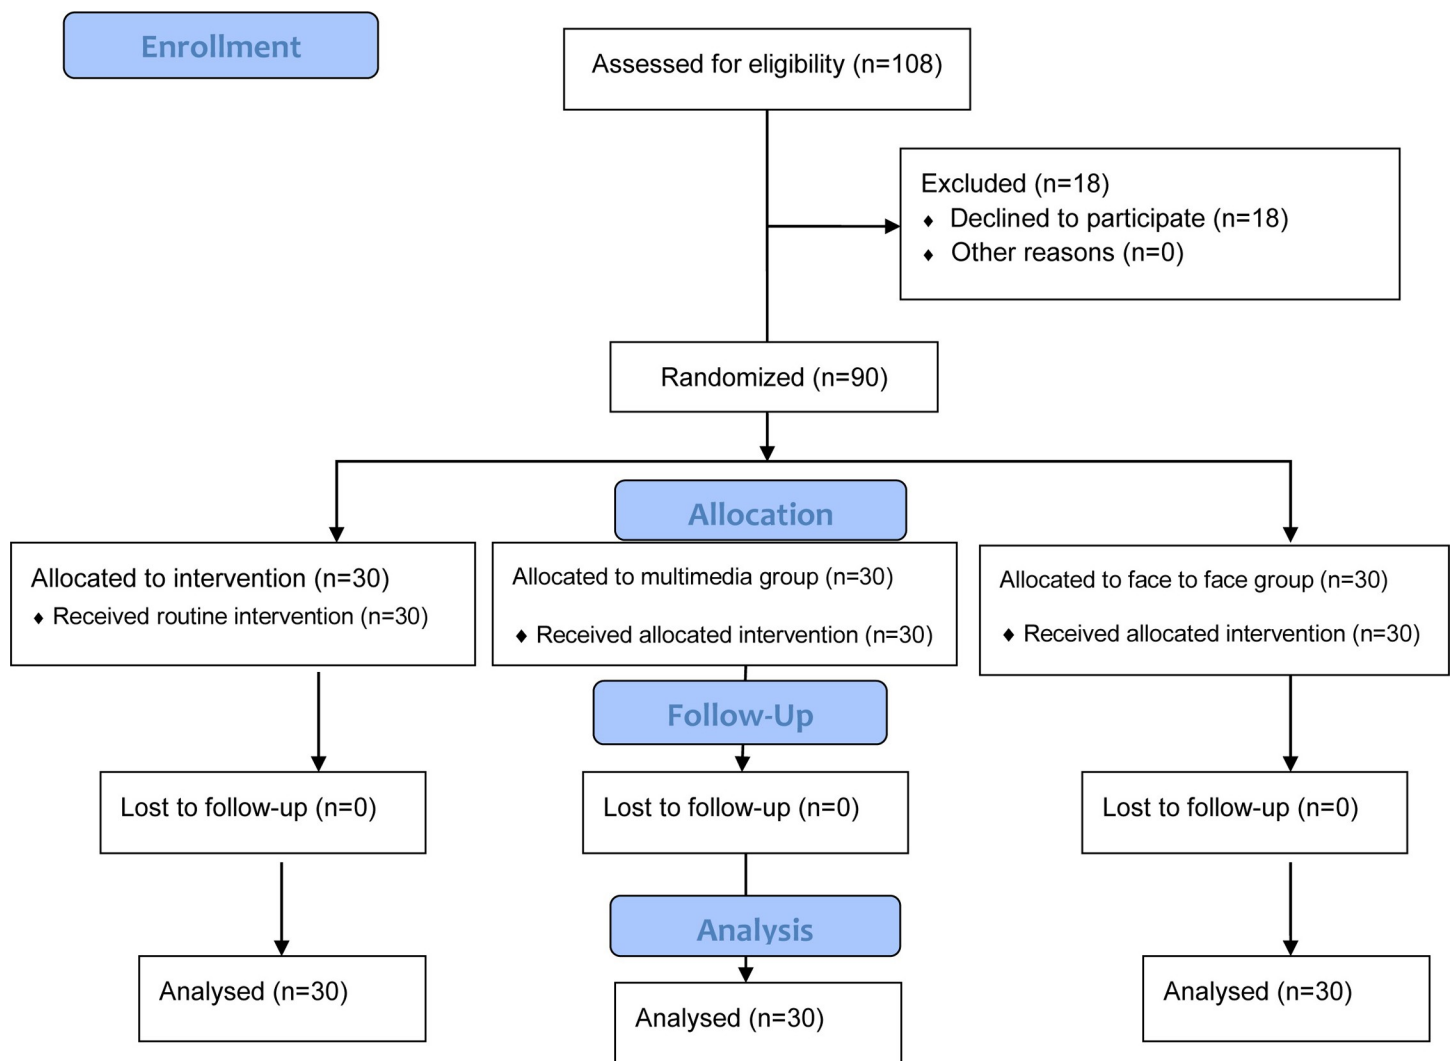 Enrollment
Assessed for eligibility (n=108)
Excluded (n=18)
♦ Declined to participate (n=18)
♦ Other reasons (n=0)
Randomized (n=90)
Allocation
Allocated to intervention (n=30)
♦ Received routine intervention (n=30)
Allocated to multimedia group (n=30)
♦ Received allocated intervention (n=30)
Allocated to face to face group (n=30)
♦ Received allocated intervention (n=30)
Follow-Up
Lost to follow-up (n=0)
Lost to follow-up (n=0)
Lost to follow-up (n=0)
Analysis
Analysed (n=30)
Analysed (n=30)
Analysed (n=30)